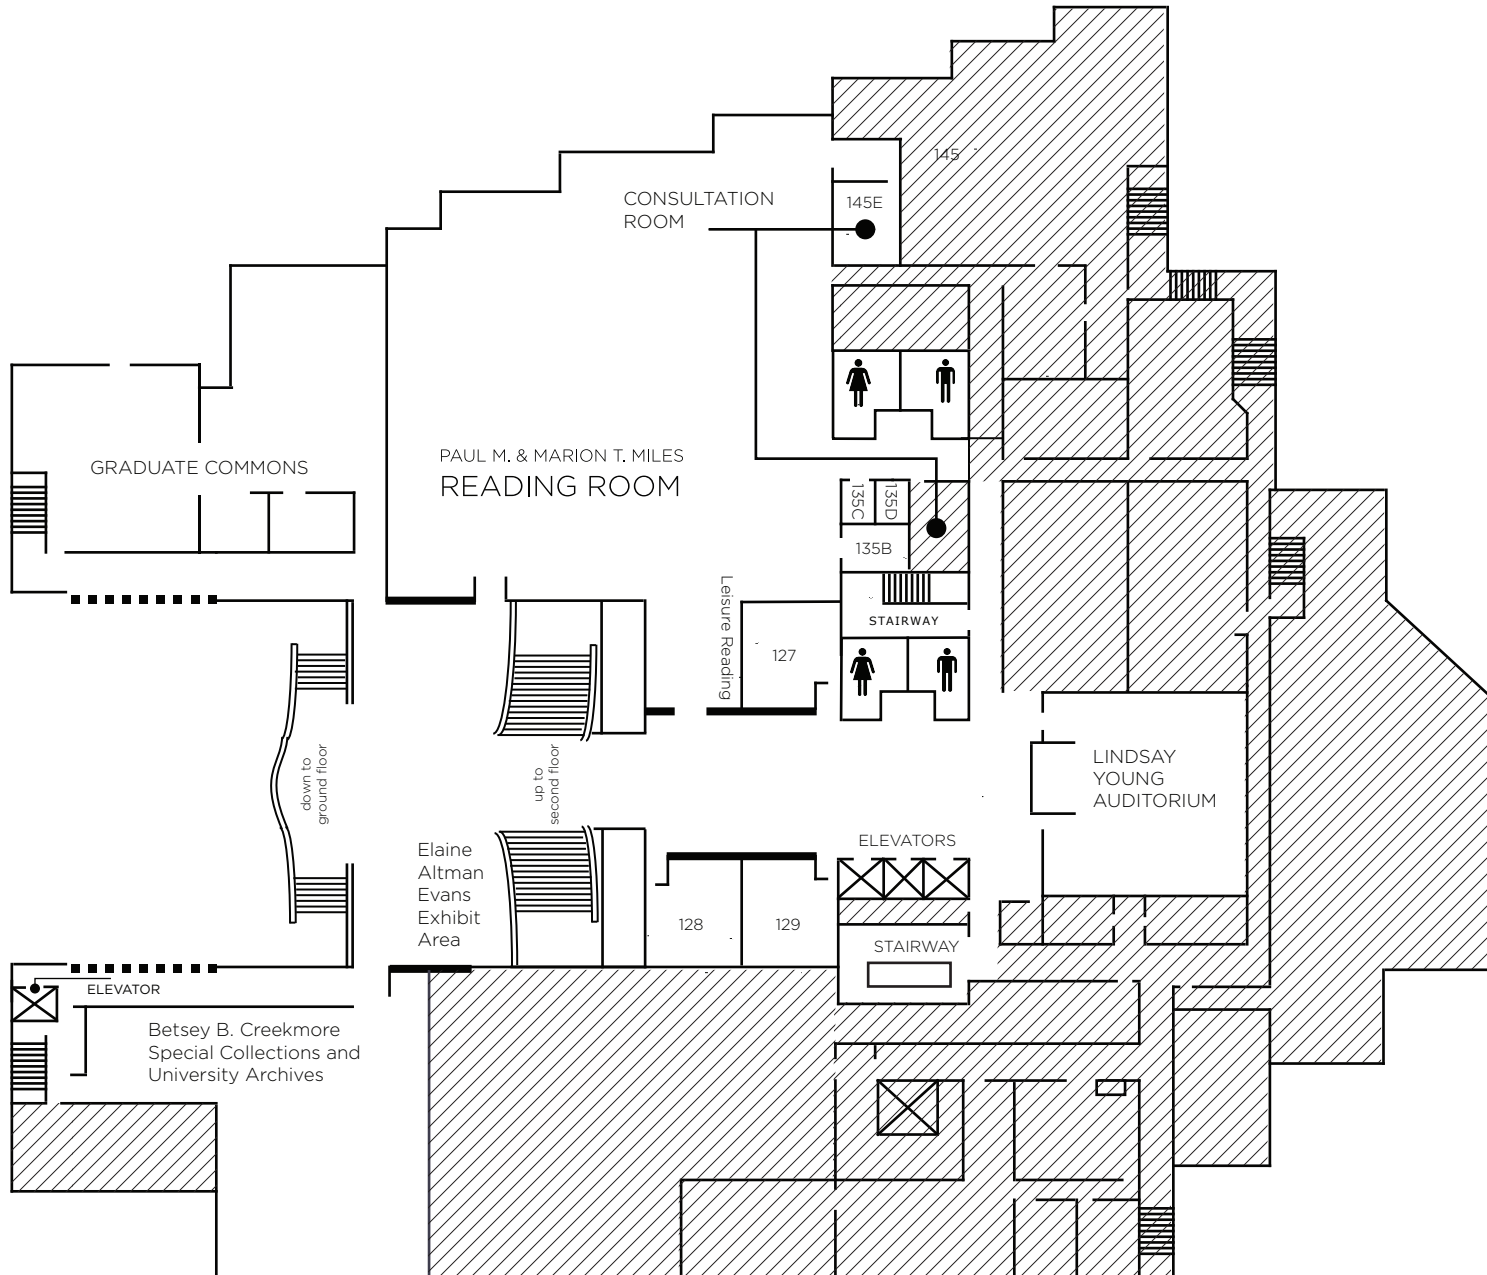 145
CONSULTATION
ROOM
145E
GRADUATE COMMONS
PAUL M. & MARION T. MILES
READING ROOM
135C
135D
135B
Leisure Reading
STAIRWAY
127
down to
ground floor
up to
second floor
LINDSAY
YOUNG
AUDITORIUM
ELEVATORS
Elaine
Altman
Evans
Exhibit
Area
128
129
STAIRWAY
ELEVATOR
Betsey B. Creekmore
Special Collections and
University Archives